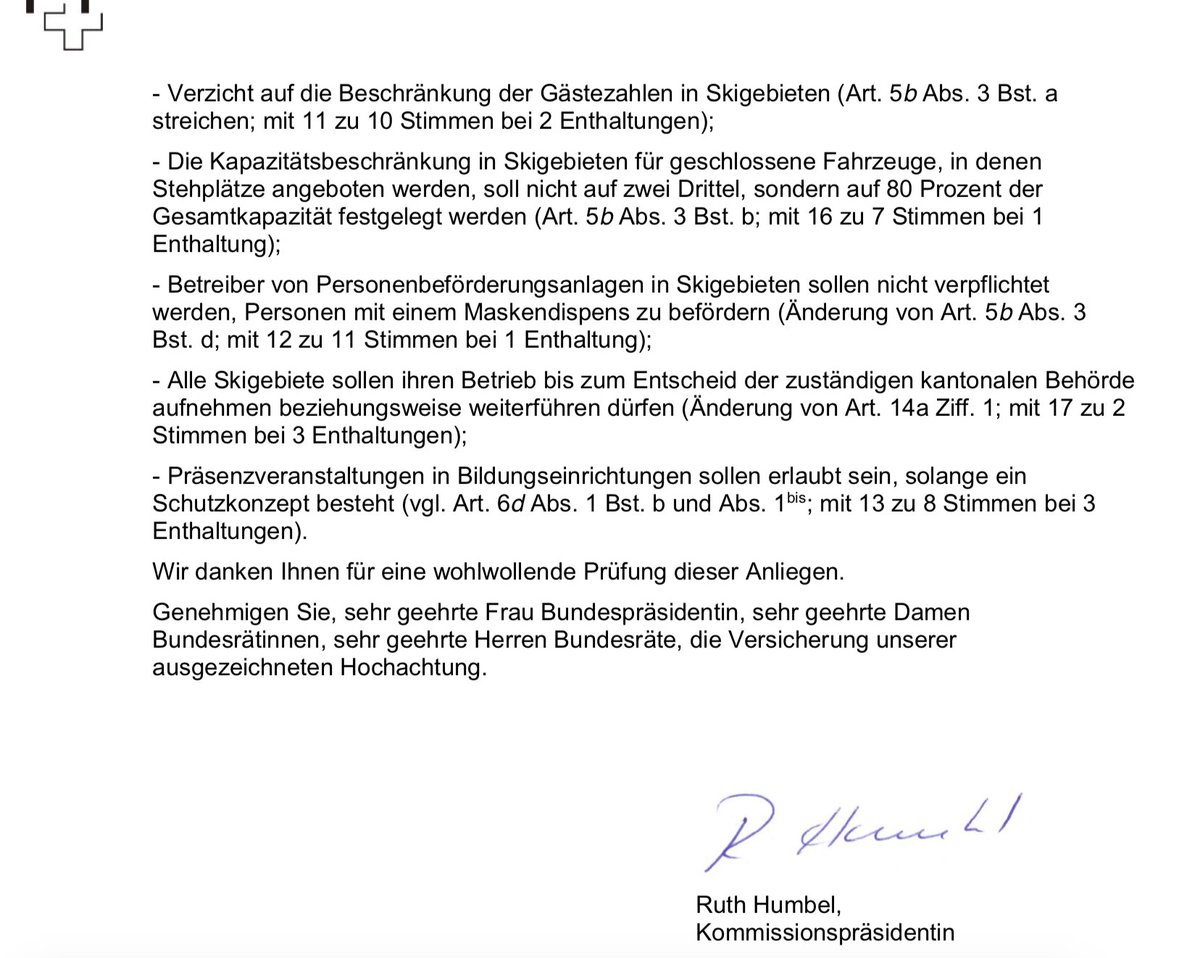 - Verzicht auf die Beschränkung der Gästezahlen in Skigebieten (Art. 5b Abs. 3 Bst. a
streichen; mit 11 zu 10 Stimmen bei 2 Enthaltungen);
- Die Kapazitätsbeschränkung in Skigebieten für geschlossene Fahrzeuge, in denen
Stehplätze angeboten werden, soll nicht auf zwei Drittel, sondern auf 80 Prozent der
Gesamtkapazität festgelegt werden (Art. 5b Abs. 3 Bst. b; mit 16 zu 7 Stimmen bei 1
Enthaltung);
- Betreiber von Personenbeförderungsanlagen in Skigebieten sollen nicht verpflichtet
werden, Personen mit einem Maskendispens zu befördern (Änderung von Art. 5b Abs. 3
Bst. d; mit 12 zu 11 Stimmen bei 1 Enthaltung);
- Alle Skigebiete sollen ihren Betrieb bis zum Entscheid der zuständigen kantonalen Behörde
aufnehmen beziehungsweise weiterführen dürfen (Änderung von Art. 14a Ziff. 1; mit 17 zu 2
Stimmen bei 3 Enthaltungen);
- Präsenzveranstaltungen in Bildungseinrichtungen sollen erlaubt sein, solange ein
Schutzkonzept besteht (vgl. Art. 6d Abs. 1 Bst. b und Abs. 1bis; mit 13 zu 8 Stimmen bei 3
Enthaltungen).
Wir danken Ihnen für eine wohlwollende Prüfung dieser Anliegen.
Genehmigen Sie, sehr geehrte Frau Bundespräsidentin, sehr geehrte Damen
Bundesrätinnen, sehr geehrte Herren Bundesräte, die Versicherung unserer
ausgezeichneten Hochachtung.
R Humbel
Ruth Humbel,
Kommissionspräsidentin